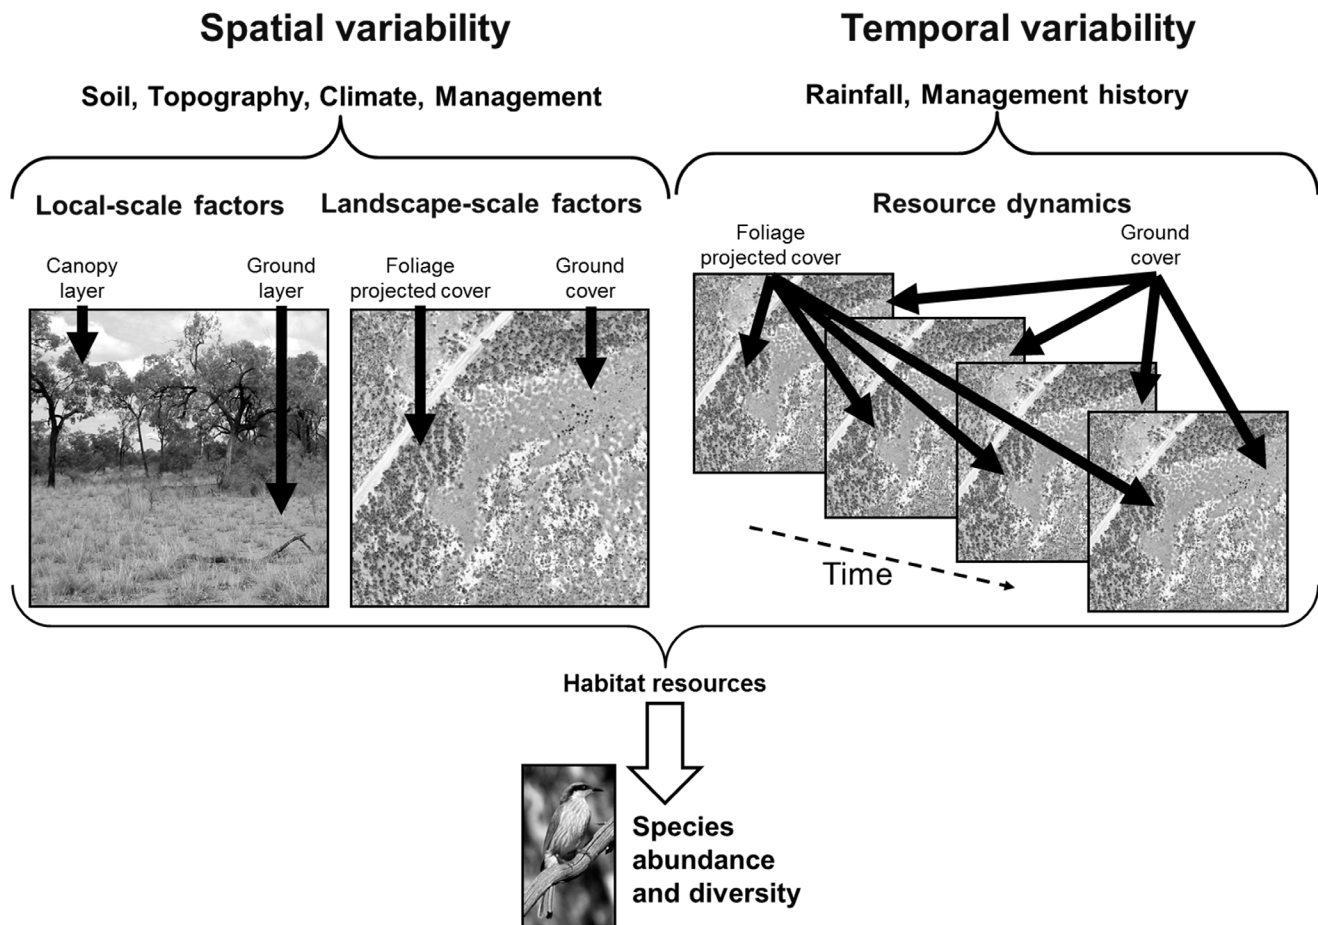 Spatial variability
Temporal variability
Soil, Topography, Climate, Management
Rainfall, Management history
Local-scale factors
Landscape-scale factors
Resource dynamics
Canopy
layer
Ground
layer
Foliage
projected cover
Ground
cover
Foliage
projected cover
Ground
cover
Time
Habitat resources
Species
abundance
and diversity